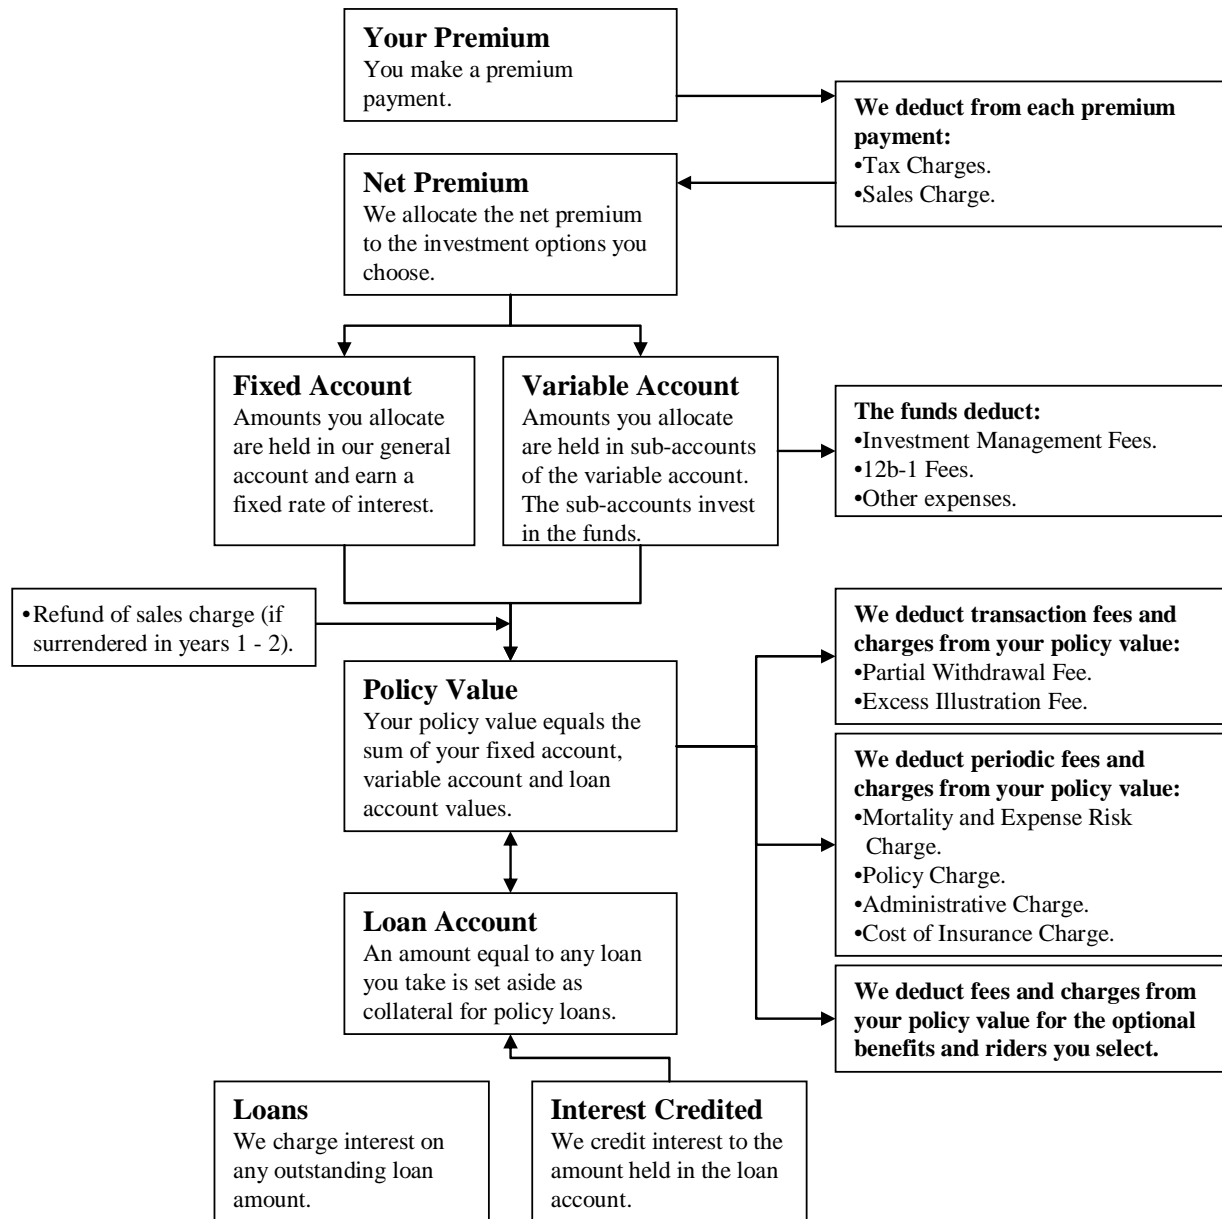 Your Premium
You make a premium
payment.
We deduct from each premium
payment:
•Tax Charges.
•Sales Charge.
Net Premium
We allocate the net premium
to the investment options you
choose.
Fixed Account
Amounts you allocate
are held in our general
account and earn a
fixed rate of interest.
Variable Account
Amounts you allocate
are held in sub-accounts
of the variable account.
The sub-accounts invest
in the funds.
The funds deduct:
•Investment Management Fees.
•12b-1 Fees.
•Other expenses.
•Refund of sales charge (if
surrendered in years 1 - 2).
Policy Value
Your policy value equals the
sum of your fixed account,
variable account and loan
account values.
We deduct transaction fees and
charges from your policy value:
•Partial Withdrawal Fee.
•Excess Illustration Fee.
We deduct periodic fees and
charges from your policy value:
•Mortality and Expense Risk
Charge.
•Policy Charge.
•Administrative Charge.
•Cost of Insurance Charge.
Loan Account
An amount equal to any loan
you take is set aside as
collateral for policy loans.
We deduct fees and charges from
your policy value for the optional
benefits and riders you select.
Loans
We charge interest on
any outstanding loan
amount.
Interest Credited
We credit interest to the
amount held in the loan
account.